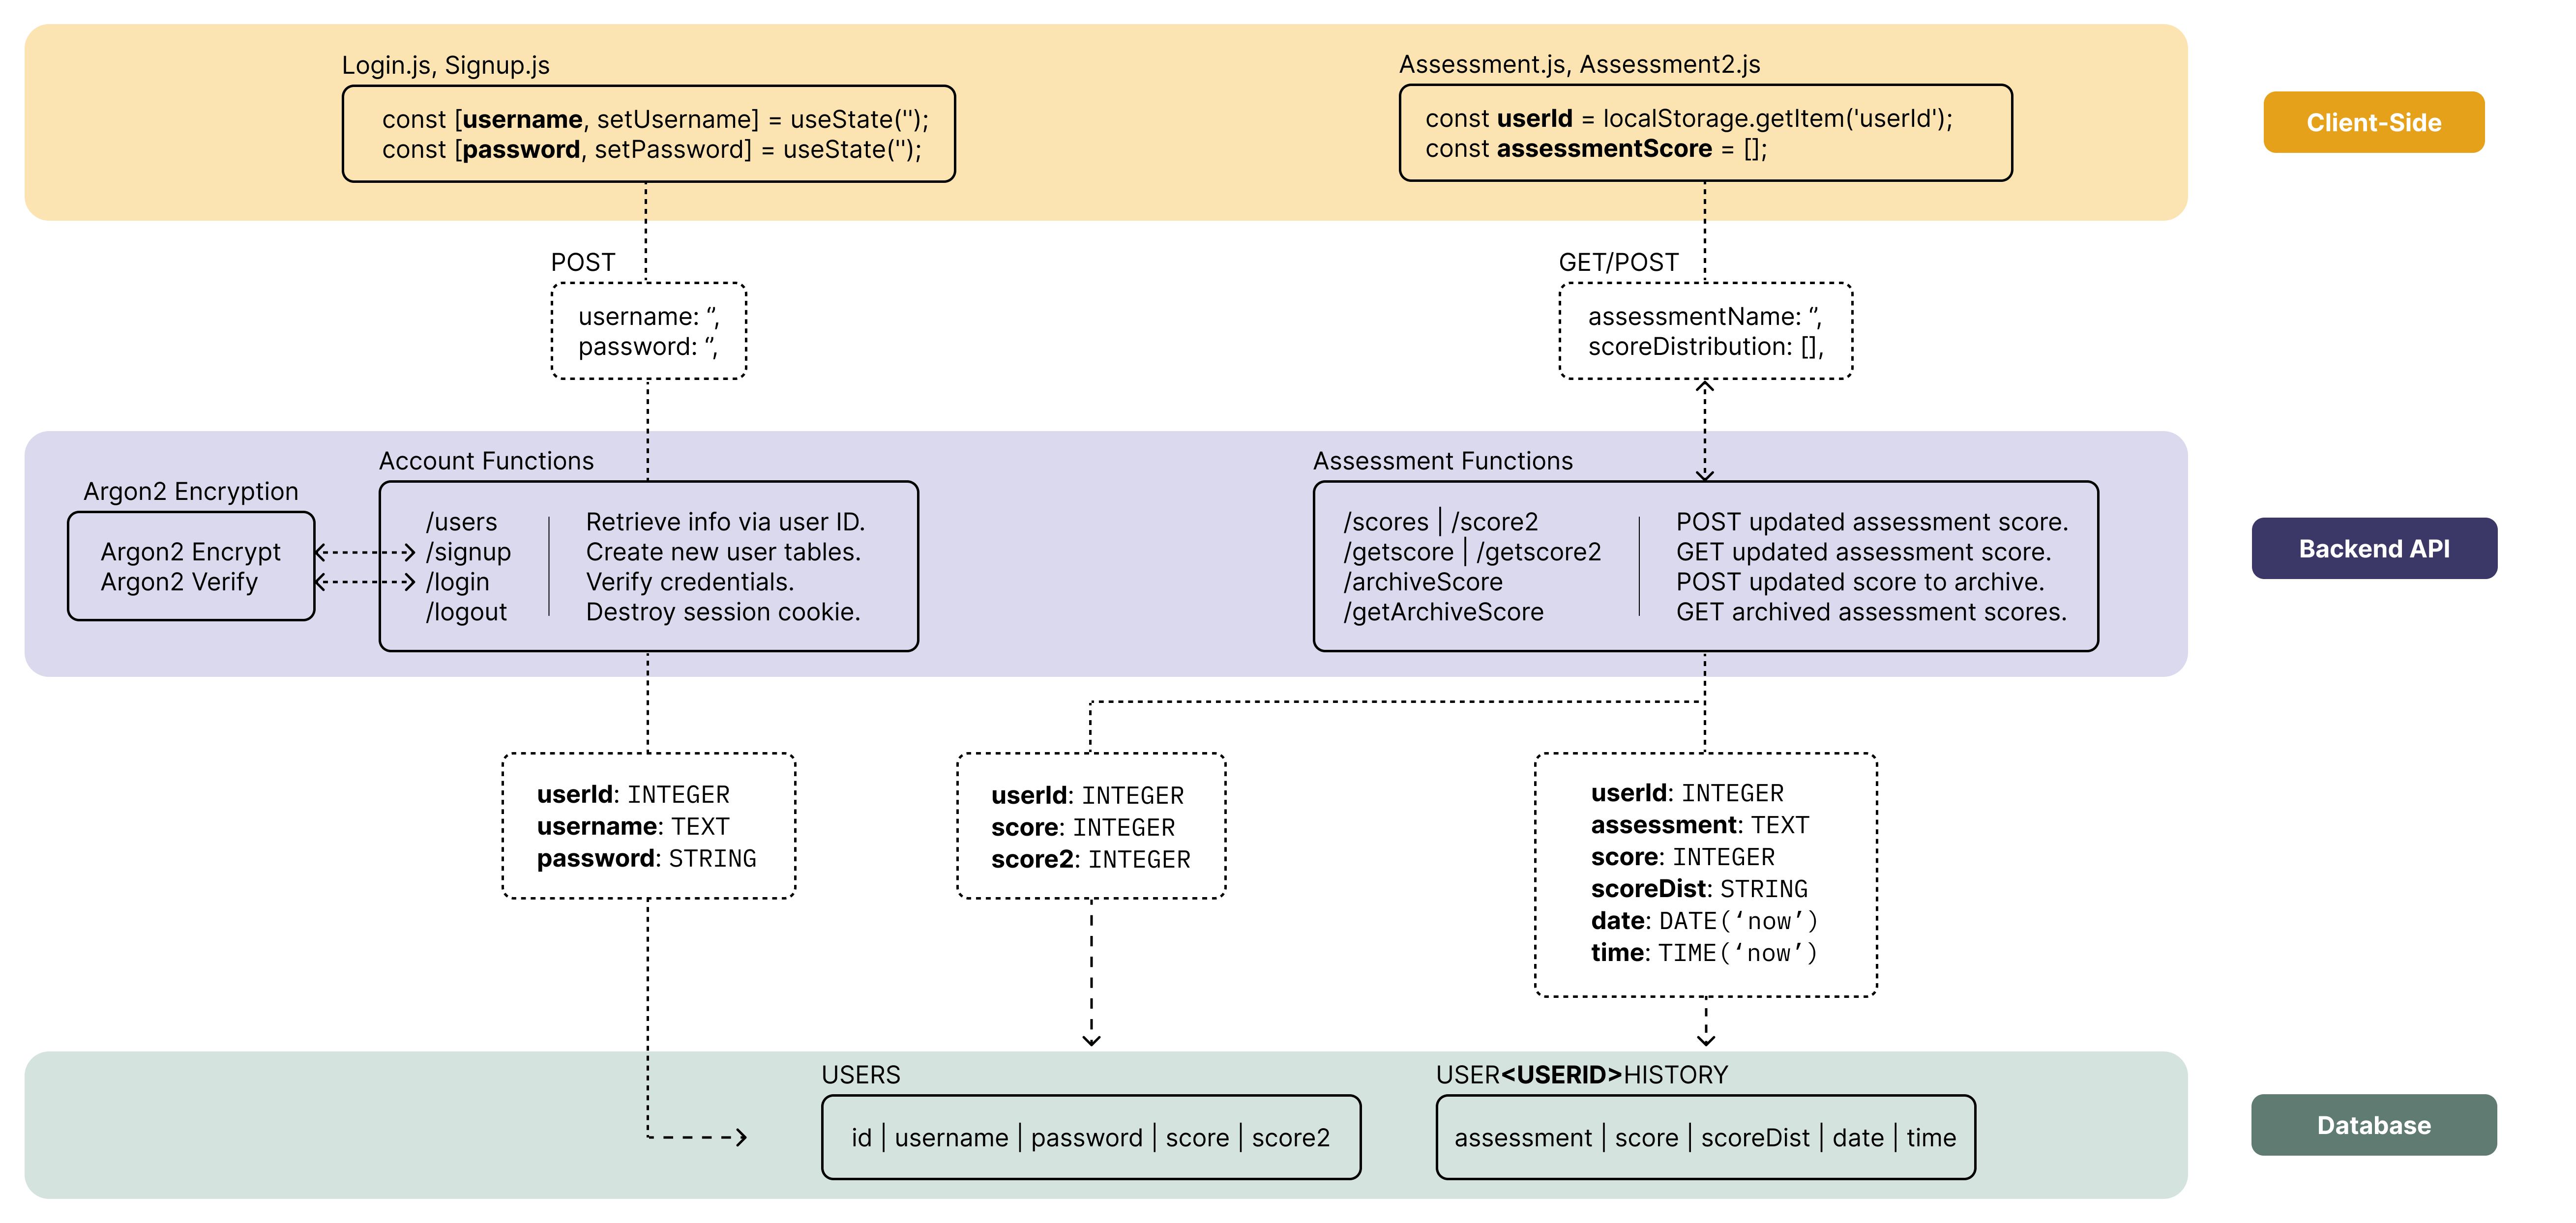 Login.js, Signup.js
const [username, setUsername] = useState('');
const [password, setPassword] = useState('');
Assessment.js, Assessment2.js
const userId = localStorage.getItem('userId');
const assessmentScore = [];
Client-Side
POST
username: ‘’,
password: ‘’,
GET/POST
assessmentName: ‘’,
scoreDistribution: [],
Argon2 Encryption
Argon2 Encrypt
Argon2 Verify
Account Functions
/users | Retrieve info via user ID.
/signup | Create new user tables.
/login | Verify credentials.
/logout | Destroy session cookie.
Assessment Functions
/scores | /score2 | POST updated assessment score.
/getscore | /getscore2 | GET updated assessment score.
/archiveScore | POST updated score to archive.
/getArchiveScore | GET archived assessment scores.
Backend API
userId: INTEGER
username: TEXT
password: STRING
userId: INTEGER
score: INTEGER
score2: INTEGER
userId: INTEGER
assessment: TEXT
score: INTEGER
scoreDist: STRING
date: DATE(‘now’)
time: TIME(‘now’)
USERS
id | username | password | score | score2
USER<USERID>HISTORY
assessment | score | scoreDist | date | time
Database